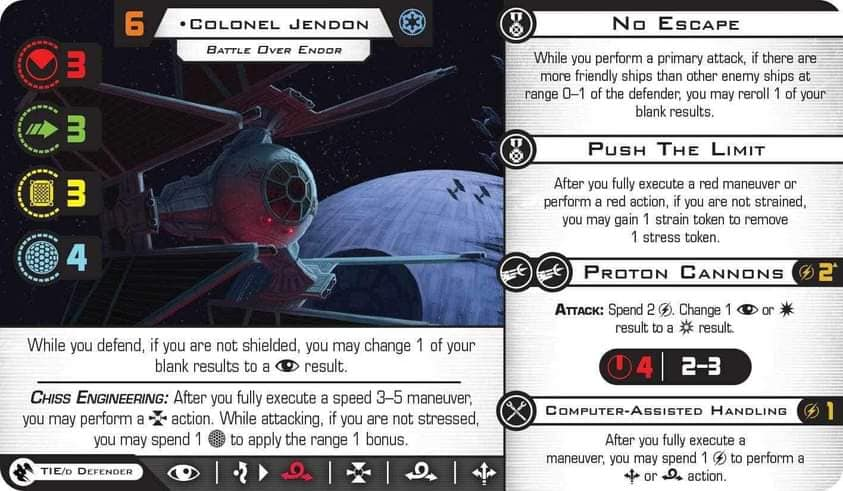 6
•Colonel Jendon
Battle Over Endor
3
3
3
4
While you defend, if you are not shielded, you may change 1 of your
blank results to a result.
Chiss Engineering: After you fully execute a speed 3–5 maneuver,
you may perform a action. While attacking, if you are not stressed,
you may spend 1 to apply the range 1 bonus.
TIE/D Defender
No Escape
While you perform a primary attack, if there are
more friendly ships than other enemy ships at
range 0–1 of the defender, you may reroll 1 of your
blank results.
Push The Limit
After you fully execute a red maneuver or
perform a red action, if you are not strained,
you may gain 1 strain token to remove
1 stress token.
Proton Cannons 2
Attack: Spend 2 . Change 1 or
result to a result.
4 2–3
Computer-Assisted Handling 1
After you fully execute a
maneuver, you may spend 1 to perform a
or action.